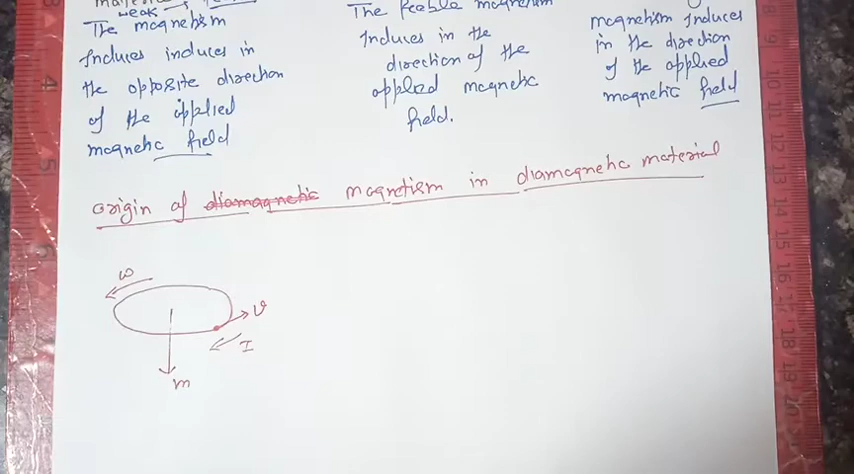 weak
The magnetism
Induces induces in
the opposite direction
of the applied
magnetic field
The feeble magnetism
Induces in the
direction of the
applied magnetic
field.
magnetism Induces
in the direction
of the applied
magnetic field
Origin of diamagnetic magnetism in diamagnetic material
ω
v
I
m